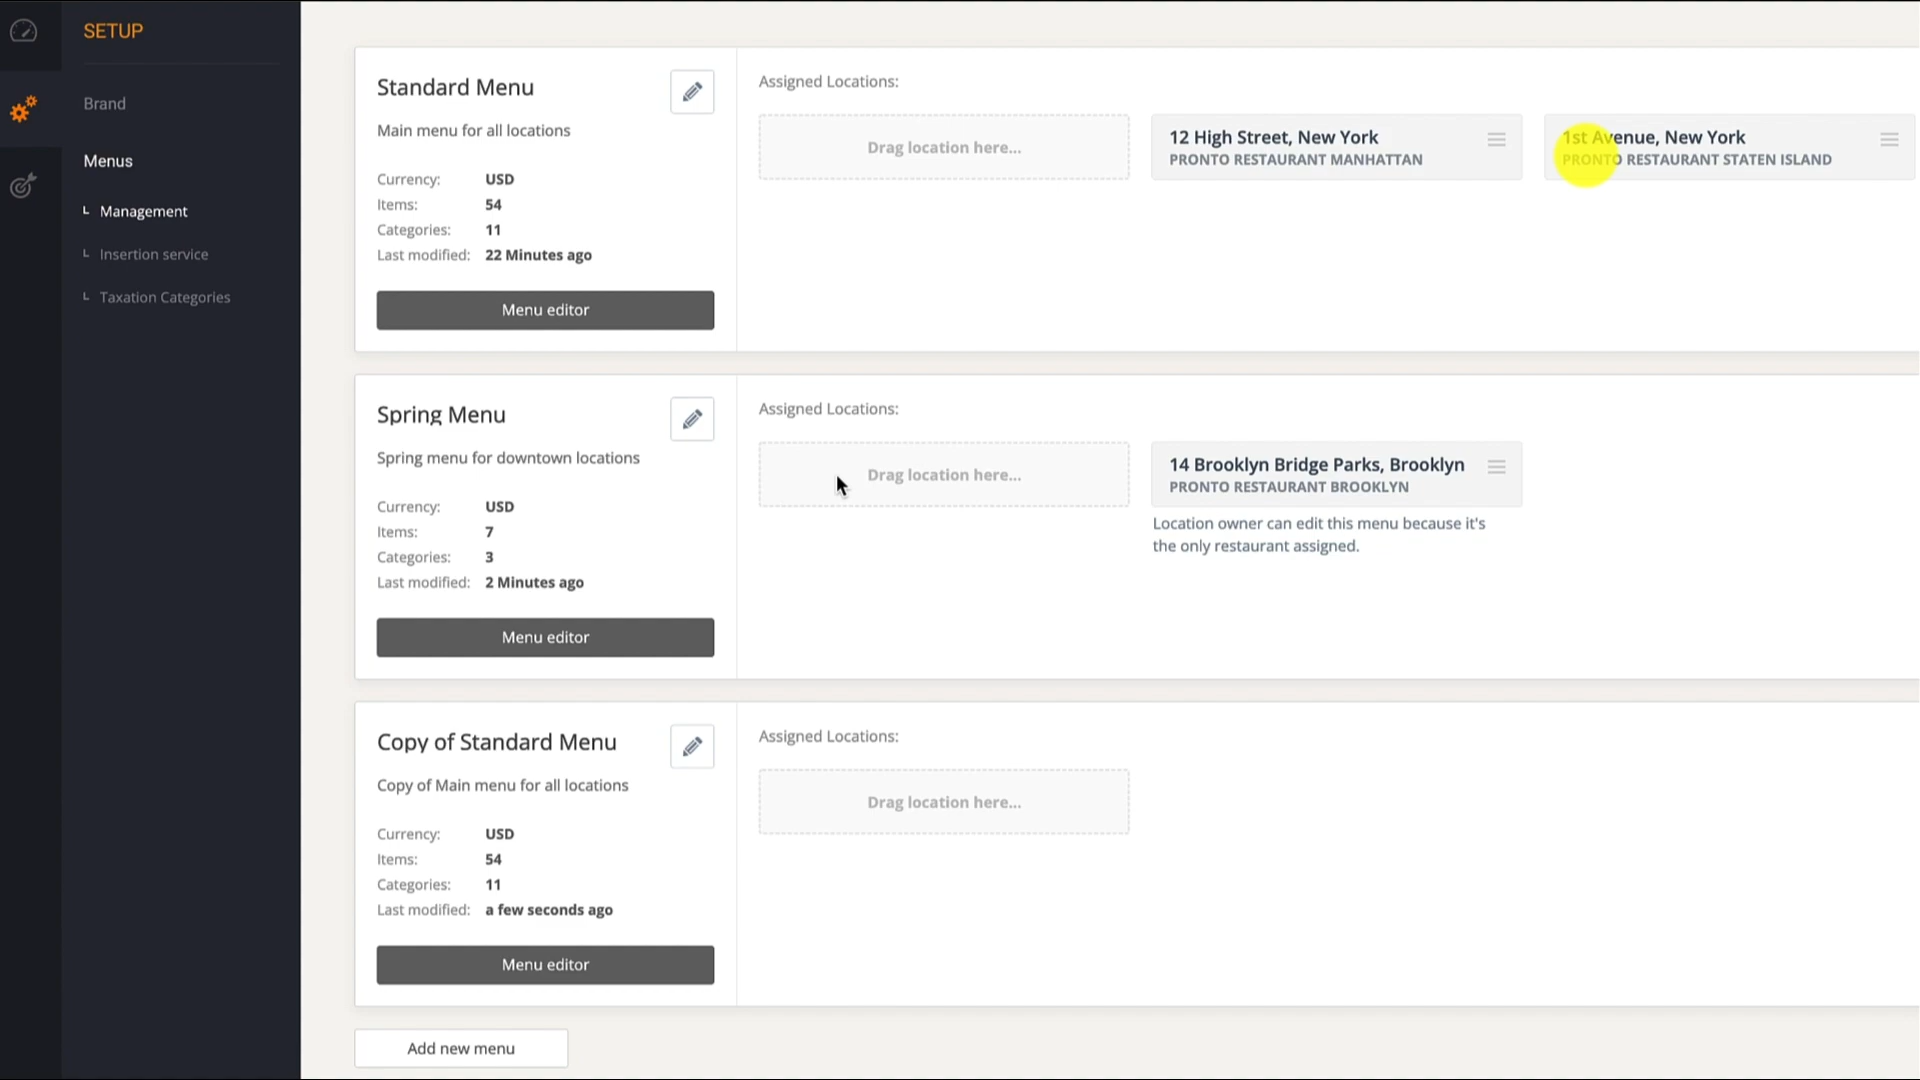 SETUP
Brand
Menus
Management
Insertion service
Taxation Categories
Standard Menu
Main menu for all locations
Currency: USD
Items: 54
Categories: 11
Last modified: 22 Minutes ago
Menu editor
Assigned Locations:
Drag location here...
12 High Street, New York
PRONTO RESTAURANT MANHATTAN
1st Avenue, New York
PRONTO RESTAURANT STATEN ISLAND
Spring Menu
Spring menu for downtown locations
Currency: USD
Items: 7
Categories: 3
Last modified: 2 Minutes ago
Menu editor
Assigned Locations:
Drag location here...
14 Brooklyn Bridge Parks, Brooklyn
PRONTO RESTAURANT BROOKLYN
Location owner can edit this menu because it's
the only restaurant assigned.
Copy of Standard Menu
Copy of Main menu for all locations
Currency: USD
Items: 54
Categories: 11
Last modified: a few seconds ago
Menu editor
Assigned Locations:
Drag location here...
Add new menu